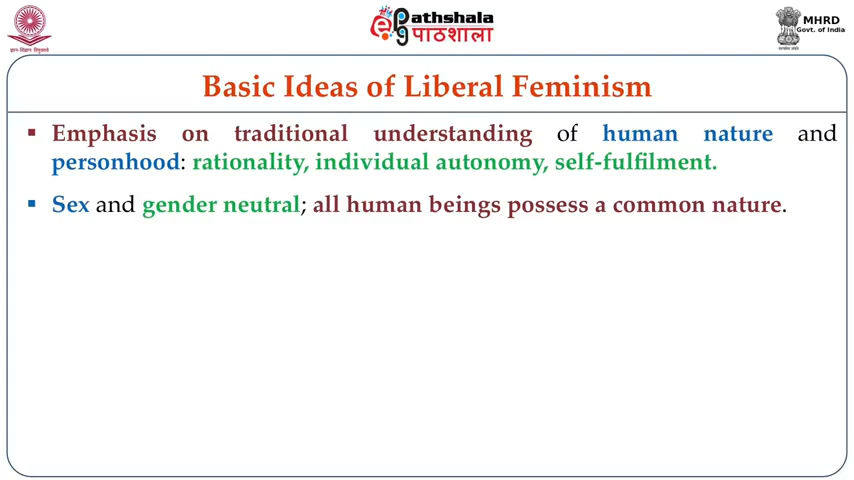 ePathshala
पाठशाला
MHRD
Govt. of India
Basic Ideas of Liberal Feminism
▪ Emphasis on traditional understanding of human nature and
personhood: rationality, individual autonomy, self-fulfilment.
▪ Sex and gender neutral; all human beings possess a common nature.